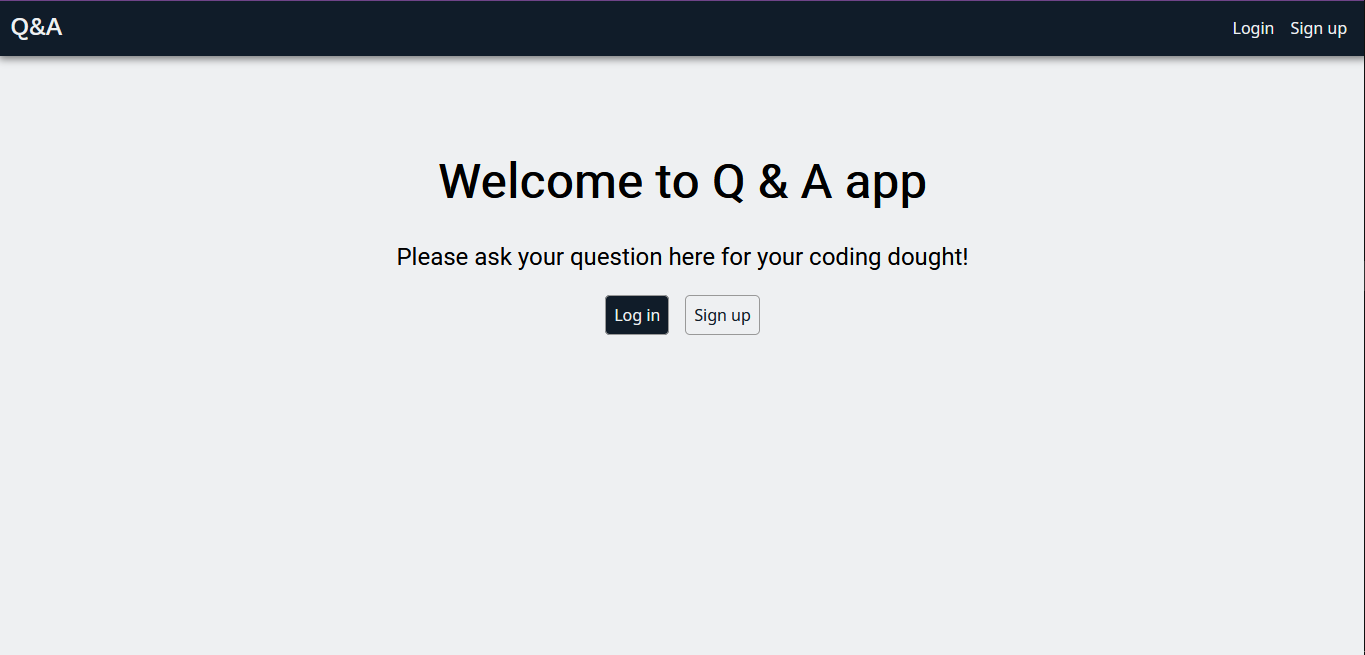 Q&A
Login Sign up
Welcome to Q & A app
Please ask your question here for your coding dought!
Log in Sign up